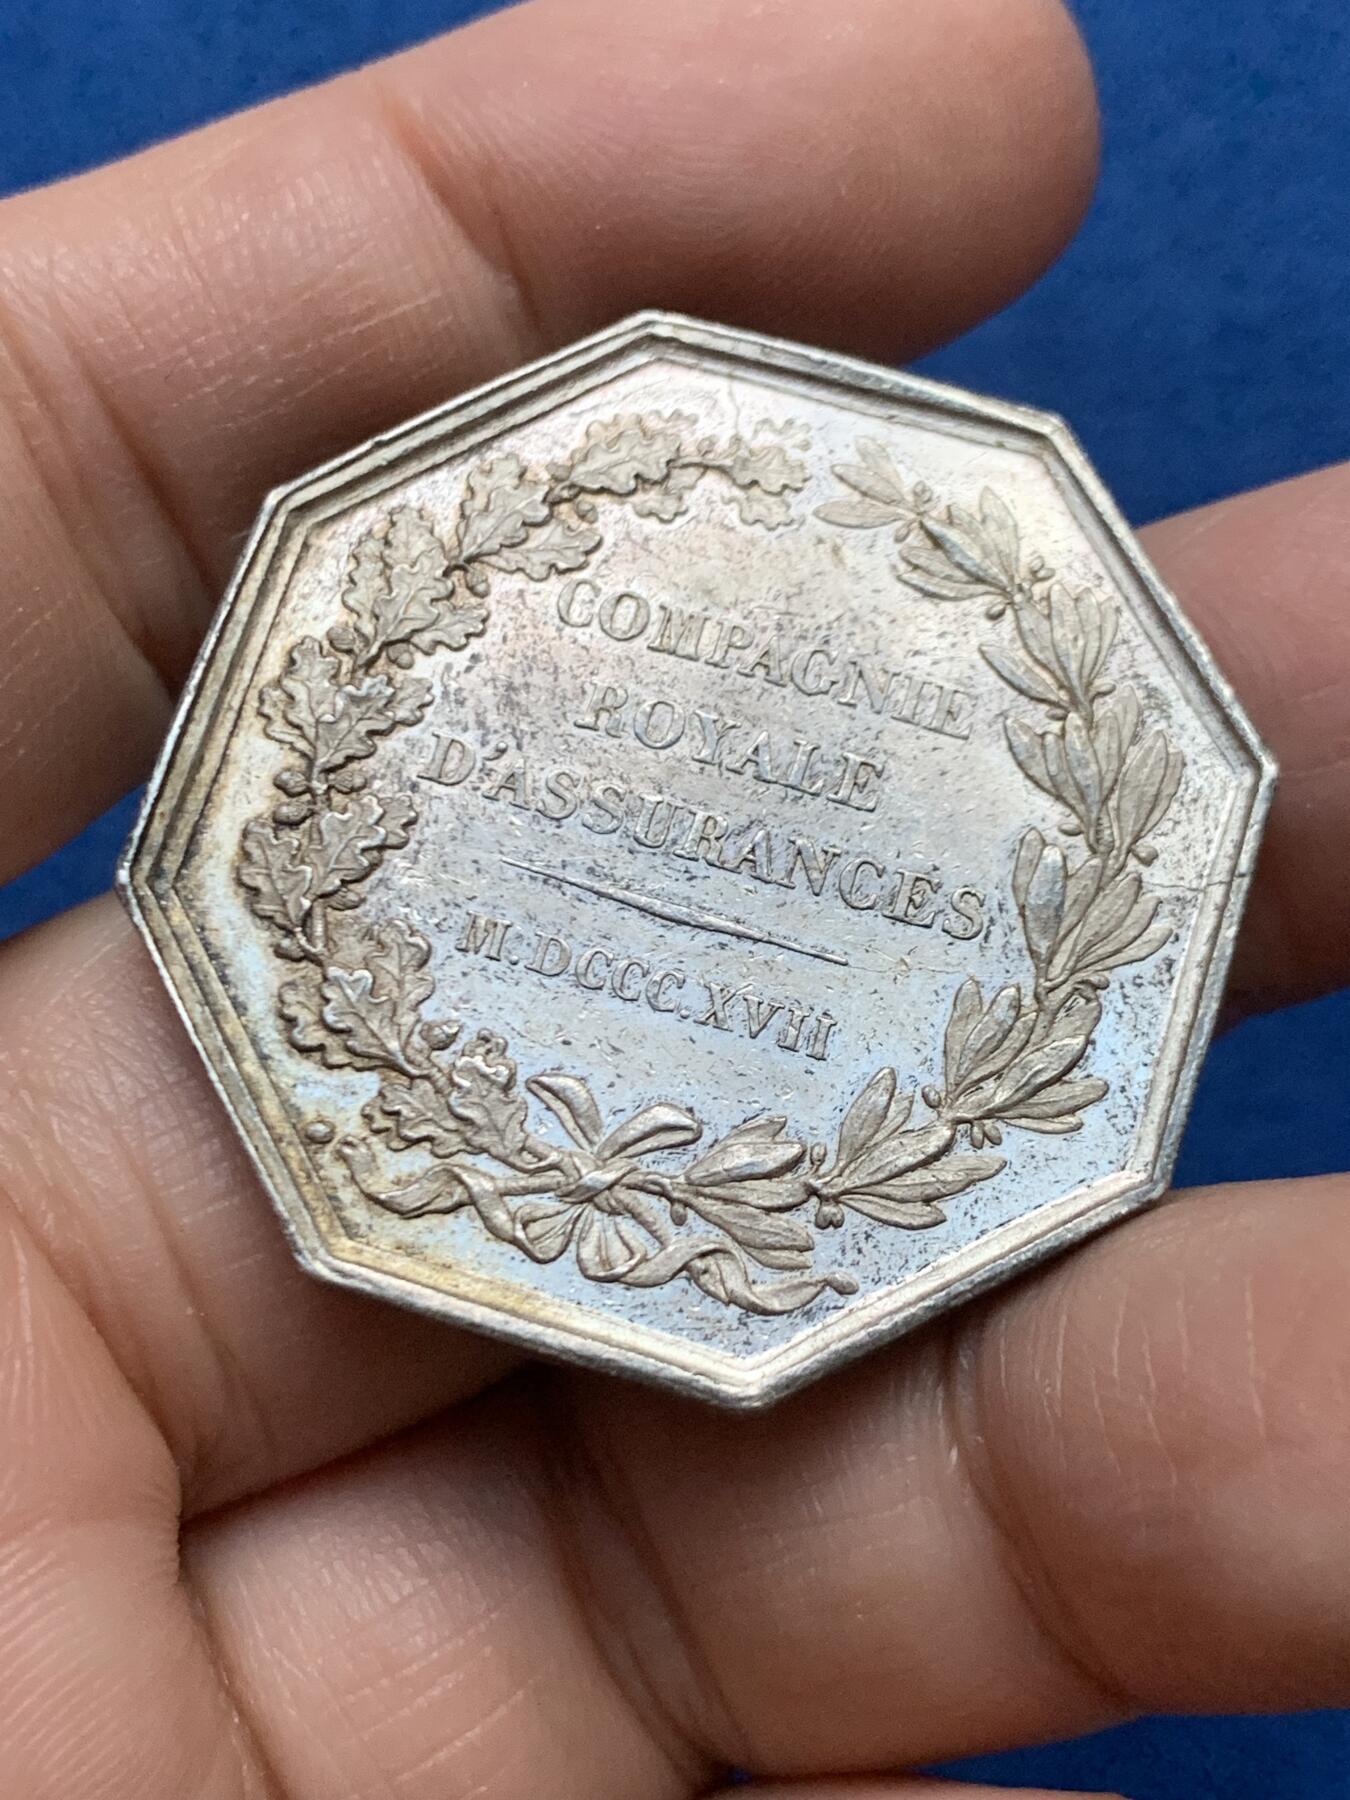 COMPAGNIE
ROYALE
D'ASSURANCES
M.DCCC.XVII